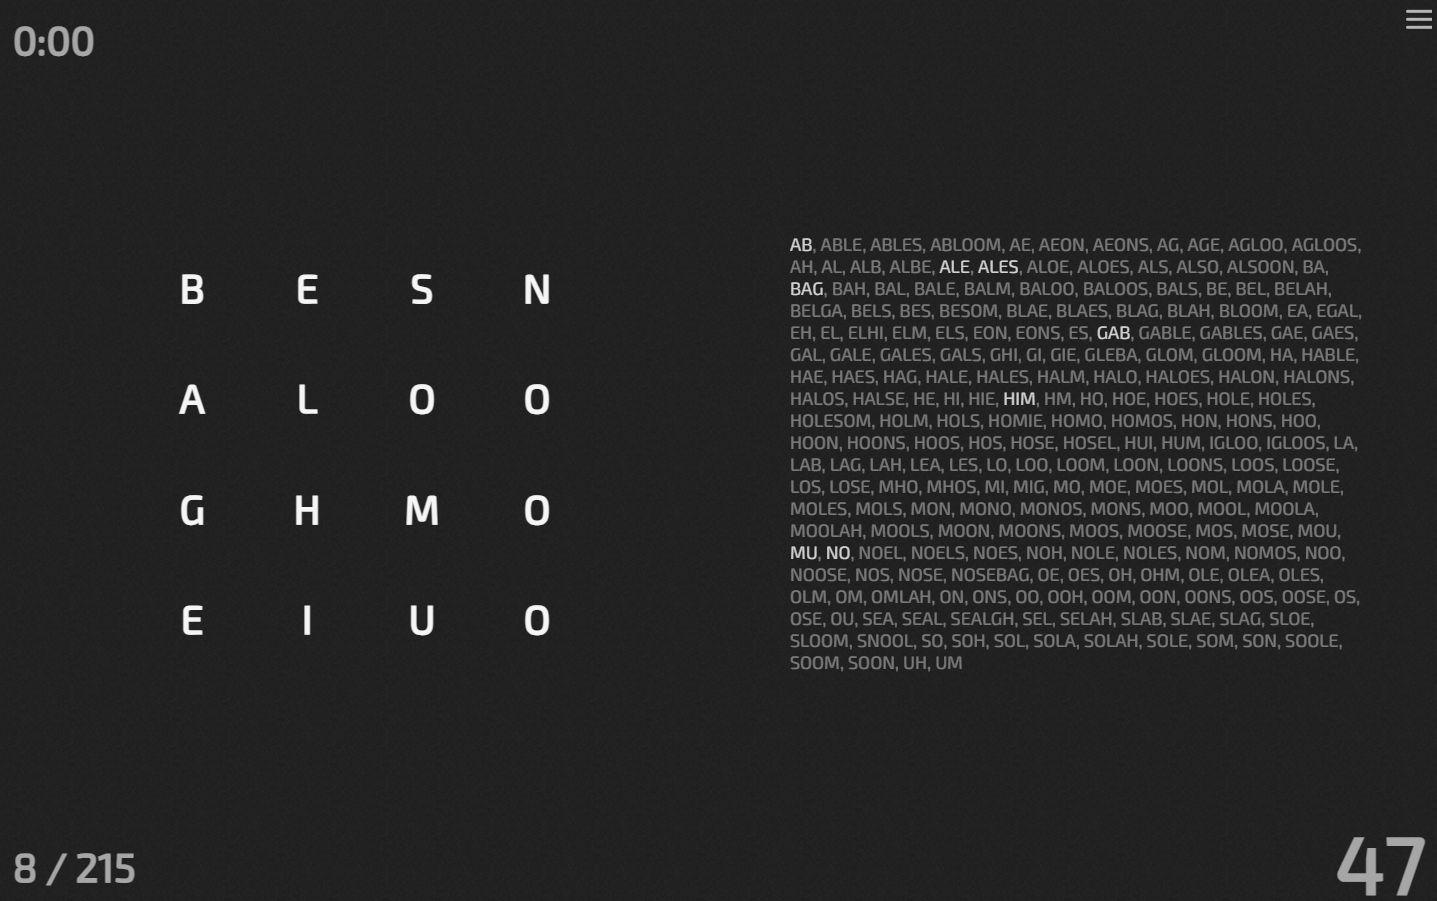 0:00
B E S N
A L O O
G H M O
E I U O
AB, ABLE, ABLES, ABLOOM, AE, AEON, AEONS, AG, AGE, AGLOO, AGLOOS,
AH, AL, ALB, ALBE, ALE, ALES, ALOE, ALOES, ALS, ALSO, ALSOON, BA,
BAG, BAH, BAL, BALE, BALM, BALOO, BALOOS, BALS, BE, BEL, BELAH,
BELGA, BELS, BES, BESOM, BLAE, BLAES, BLAG, BLAH, BLOOM, EA, EGAL,
EH, EL, ELHI, ELM, ELS, EON, EONS, ES, GAB, GABLE, GABLES, GAE, GAES,
GAL, GALE, GALES, GALS, GHI, GI, GIE, GLEBA, GLOM, GLOOM, HA, HABLE,
HAE, HAES, HAG, HALE, HALES, HALM, HALO, HALOES, HALON, HALONS,
HALOS, HALSE, HE, HI, HIE, HIM, HM, HO, HOE, HOES, HOLE, HOLES,
HOLESOM, HOLM, HOLS, HOMIE, HOMO, HOMOS, HON, HONS, HOO,
HOON, HOONS, HOOS, HOS, HOSE, HOSEL, HUI, HUM, IGLOO, IGLOOS, LA,
LAB, LAG, LAH, LEA, LES, LO, LOO, LOOM, LOON, LOONS, LOOS, LOOSE,
LOS, LOSE, MHO, MHOS, MI, MIG, MO, MOE, MOES, MOL, MOLA, MOLE,
MOLES, MOLS, MON, MONO, MONOS, MONS, MOO, MOOL, MOOLA,
MOOLAH, MOOLS, MOON, MOONS, MOOS, MOOSE, MOS, MOSE, MOU,
MU, NO, NOEL, NOELS, NOES, NOH, NOLE, NOLES, NOM, NOMOS, NOO,
NOOSE, NOS, NOSE, NOSEBAG, OE, OES, OH, OHM, OLE, OLEA, OLES,
OLM, OM, OMLAH, ON, ONS, OO, OOH, OOM, OON, OONS, OOS, OOSE, OS,
OSE, OU, SEA, SEAL, SEALGH, SEL, SELAH, SLAB, SLAE, SLAG, SLOE,
SLOOM, SNOOL, SO, SOH, SOL, SOLA, SOLAH, SOLE, SOM, SON, SOOLE,
SOOM, SOON, UH, UM
8 / 215
47